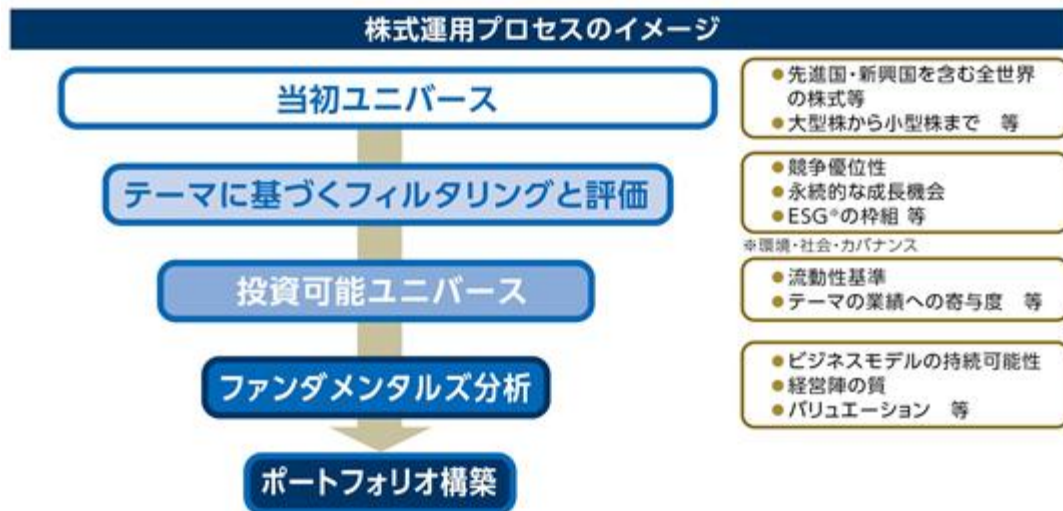 株式運用プロセスのイメージ
当初ユニバース
●先進国・新興国を含む全世界
の株式等
●大型株から小型株まで 等
テーマに基づくフィルタリングと評価
●競争優位性
●永続的な成長機会
●ESG※の枠組 等
※環境・社会・ガバナンス
投資可能ユニバース
●流動性基準
●テーマの業績への寄与度 等
ファンダメンタルズ分析
●ビジネスモデルの持続可能性
●経営陣の質
●バリュエーション 等
ポートフォリオ構築